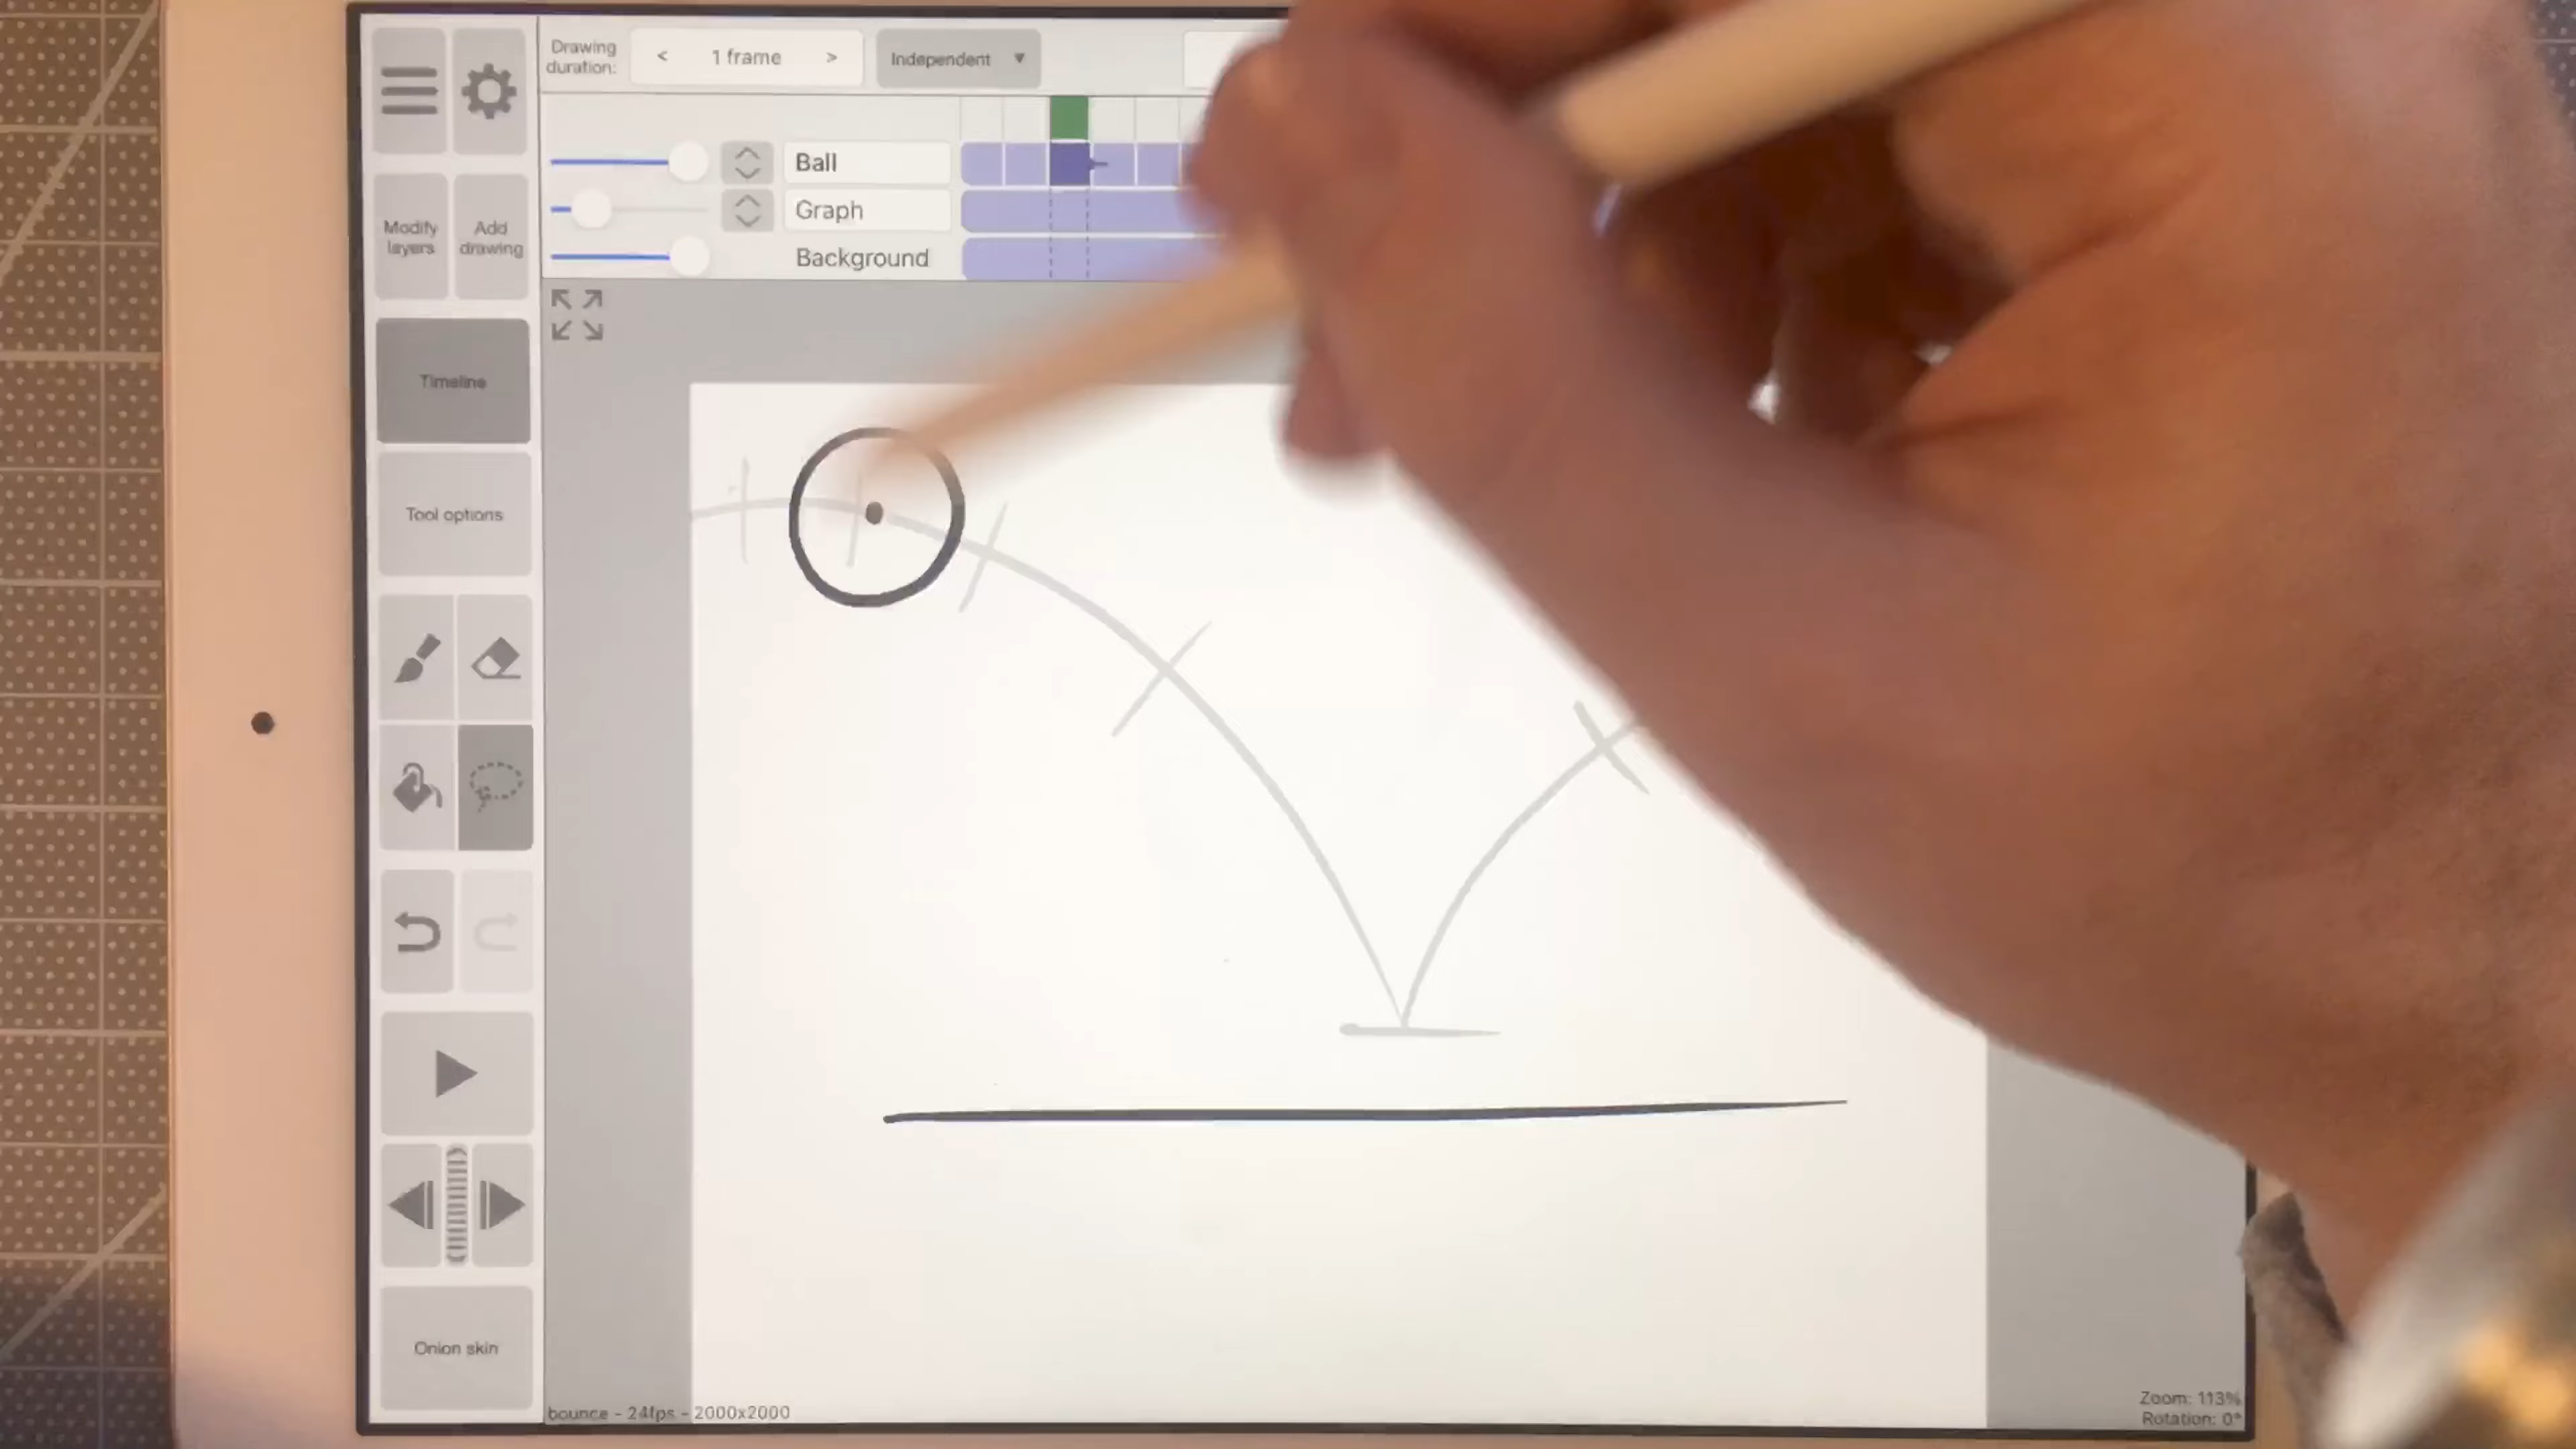 Drawing
duration:
< 1 frame >
Independent
Ball
Graph
Background
Modify
layers
Add
drawing
Timeline
Tool options
Onion skin
bounce - 24fps - 2000x2000
Zoom: 113%
Rotation: 0°